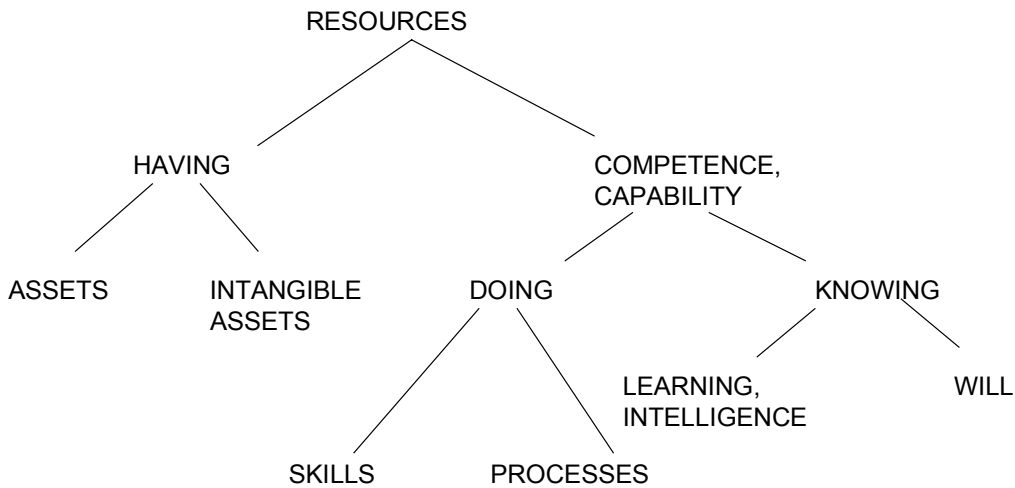 RESOURCES
HAVING
COMPETENCE,
CAPABILITY
ASSETS
INTANGIBLE
ASSETS
DOING
KNOWING
LEARNING,
INTELLIGENCE
WILL
SKILLS
PROCESSES